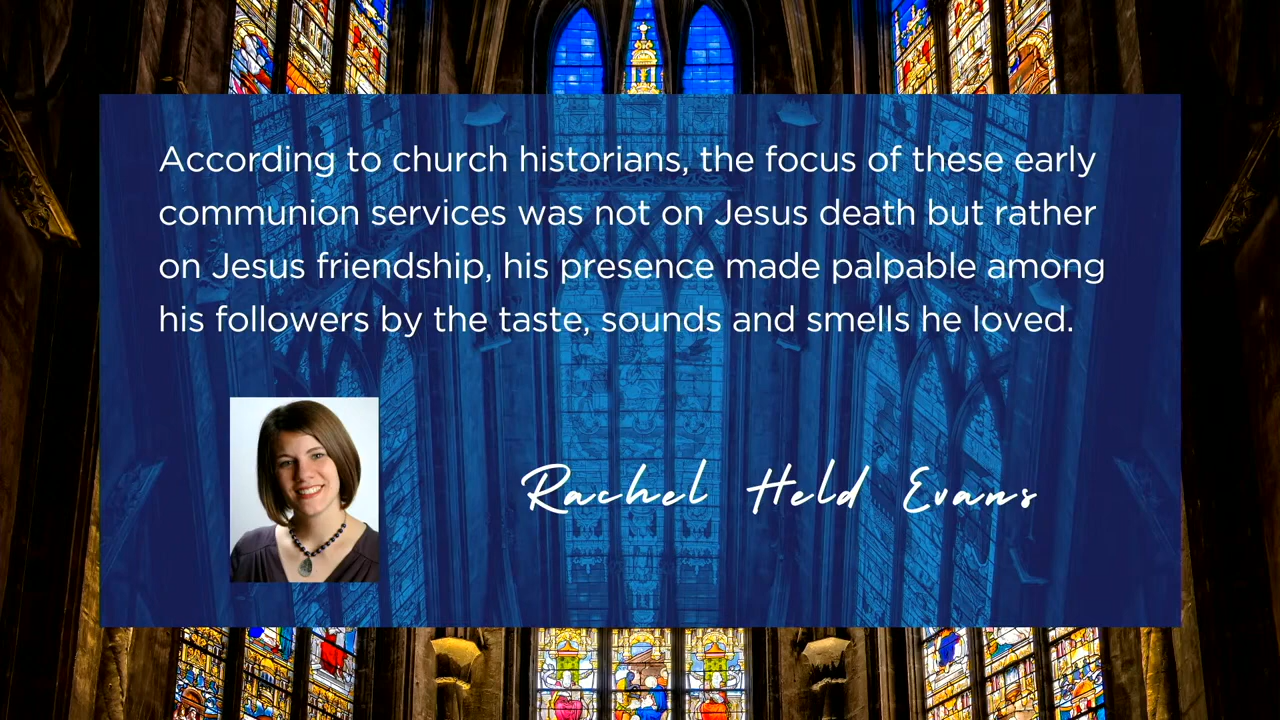 According to church historians, the focus of these early
communion services was not on Jesus death but rather
on Jesus friendship, his presence made palpable among
his followers by the taste, sounds and smells he loved.
Rachel Held Evans